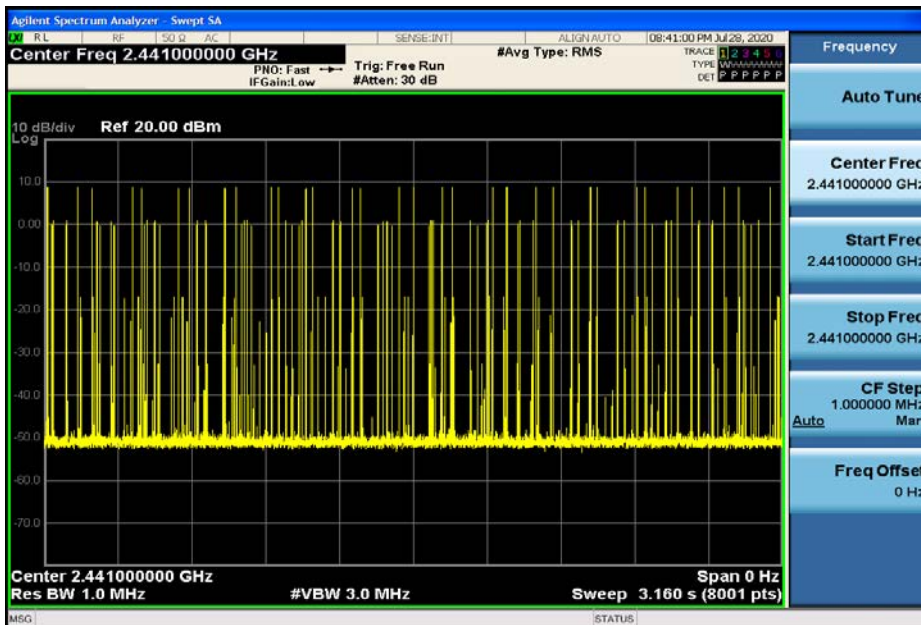 Agilent Spectrum Analyzer - Swept SA
LXI RL RF 50 Ω AC SENSE:INT ALIGN AUTO 08:41:00 PM Jul 28, 2020
Center Freq 2.441000000 GHz
PNO: Fast
IFGain:Low
Trig: Free Run
#Atten: 30 dB
#Avg Type: RMS
TRACE 1 2 3 4 5 6
TYPE W
DET P P P P P P
10 dB/div Ref 20.00 dBm
Log
10.0
0.00
-10.0
-20.0
-30.0
-40.0
-50.0
-60.0
-70.0
Center 2.441000000 GHz Span 0 Hz
Res BW 1.0 MHz #VBW 3.0 MHz Sweep 3.160 s (8001 pts)
MSG STATUS
Frequency
Auto Tune
Center Freq
2.441000000 GHz
Start Freq
2.441000000 GHz
Stop Freq
2.441000000 GHz
CF Step
1.000000 MHz
Auto Man
Freq Offset
0 Hz